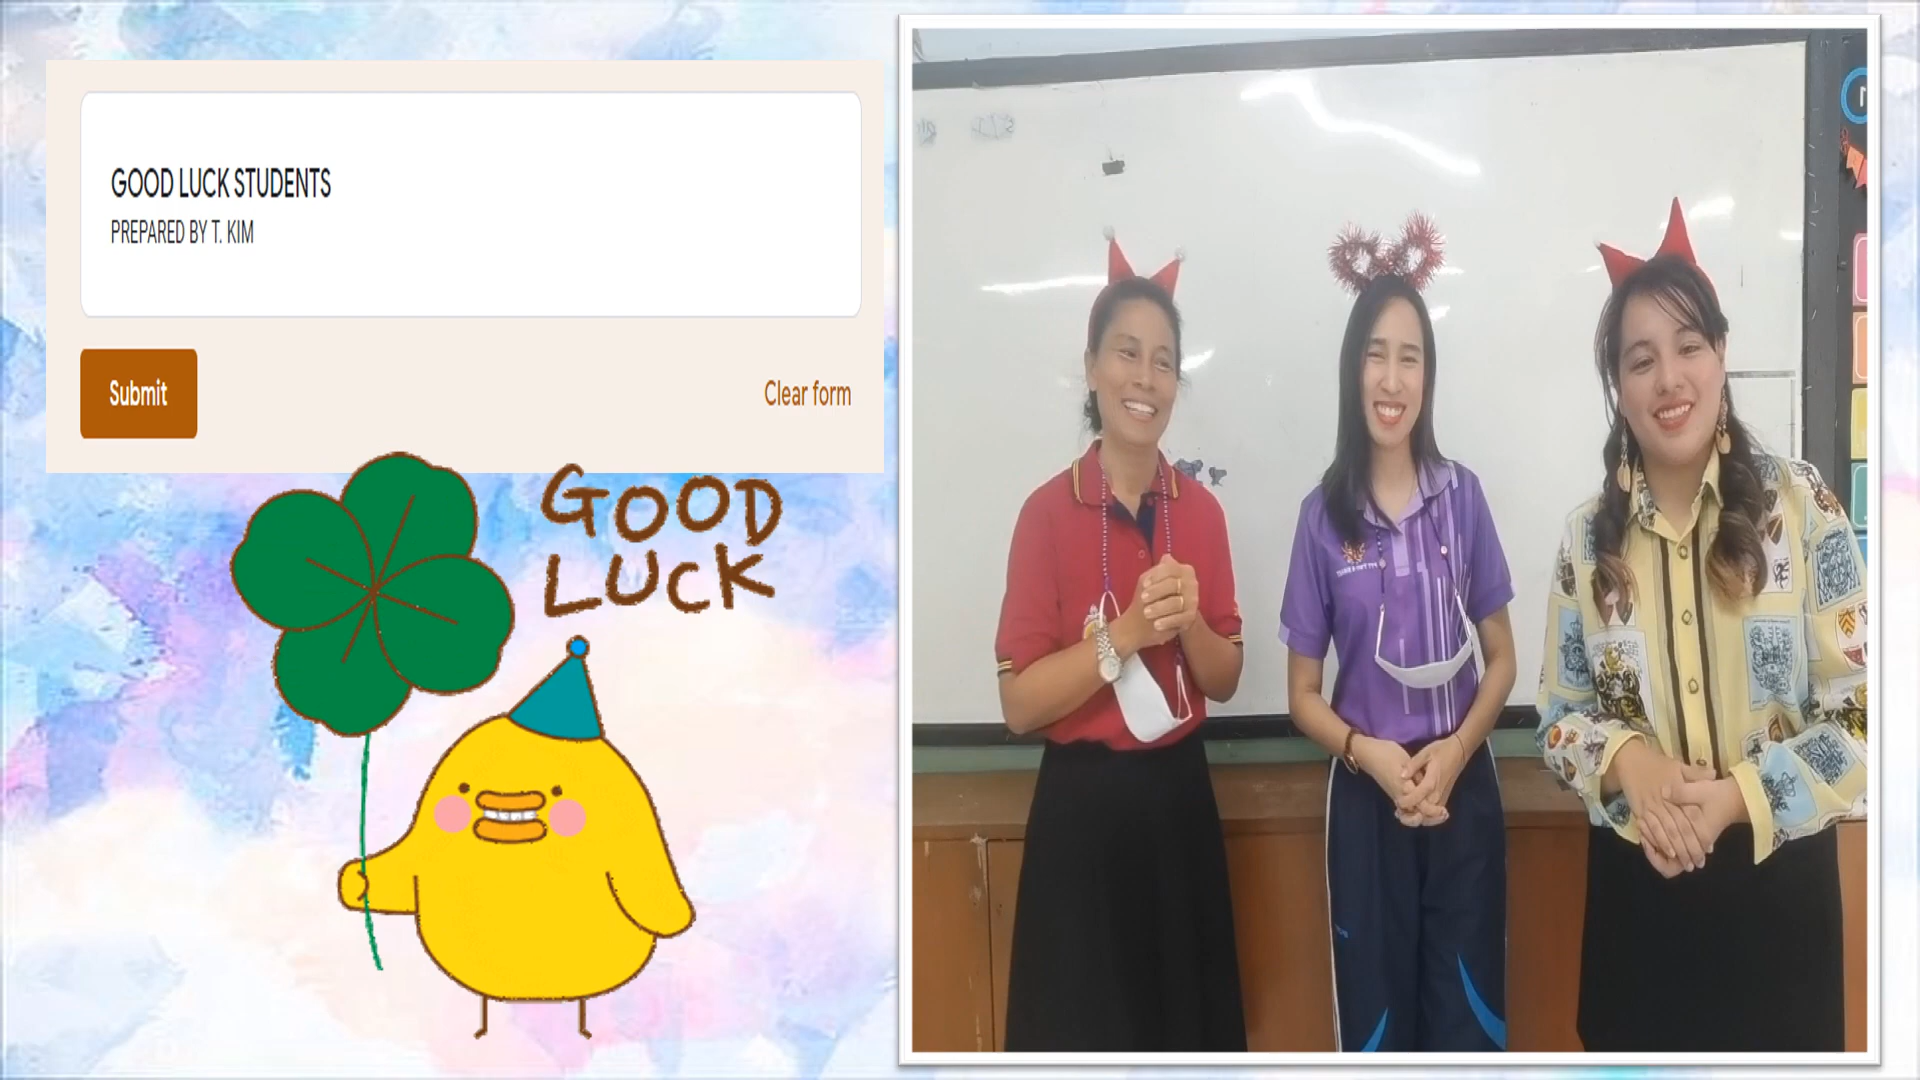 GOOD LUCK STUDENTS
PREPARED BY T. KIM
Submit
Clear form
GOOD
LUCK